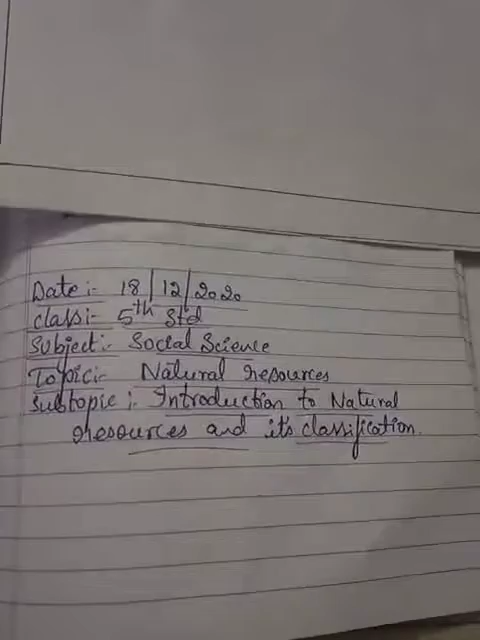 Date:- 18/12/2020
Class:- 5th Std
Subject:- Social Science
Topic:- Natural resources
Subtopic:- Introduction to Natural
resources and its classification.